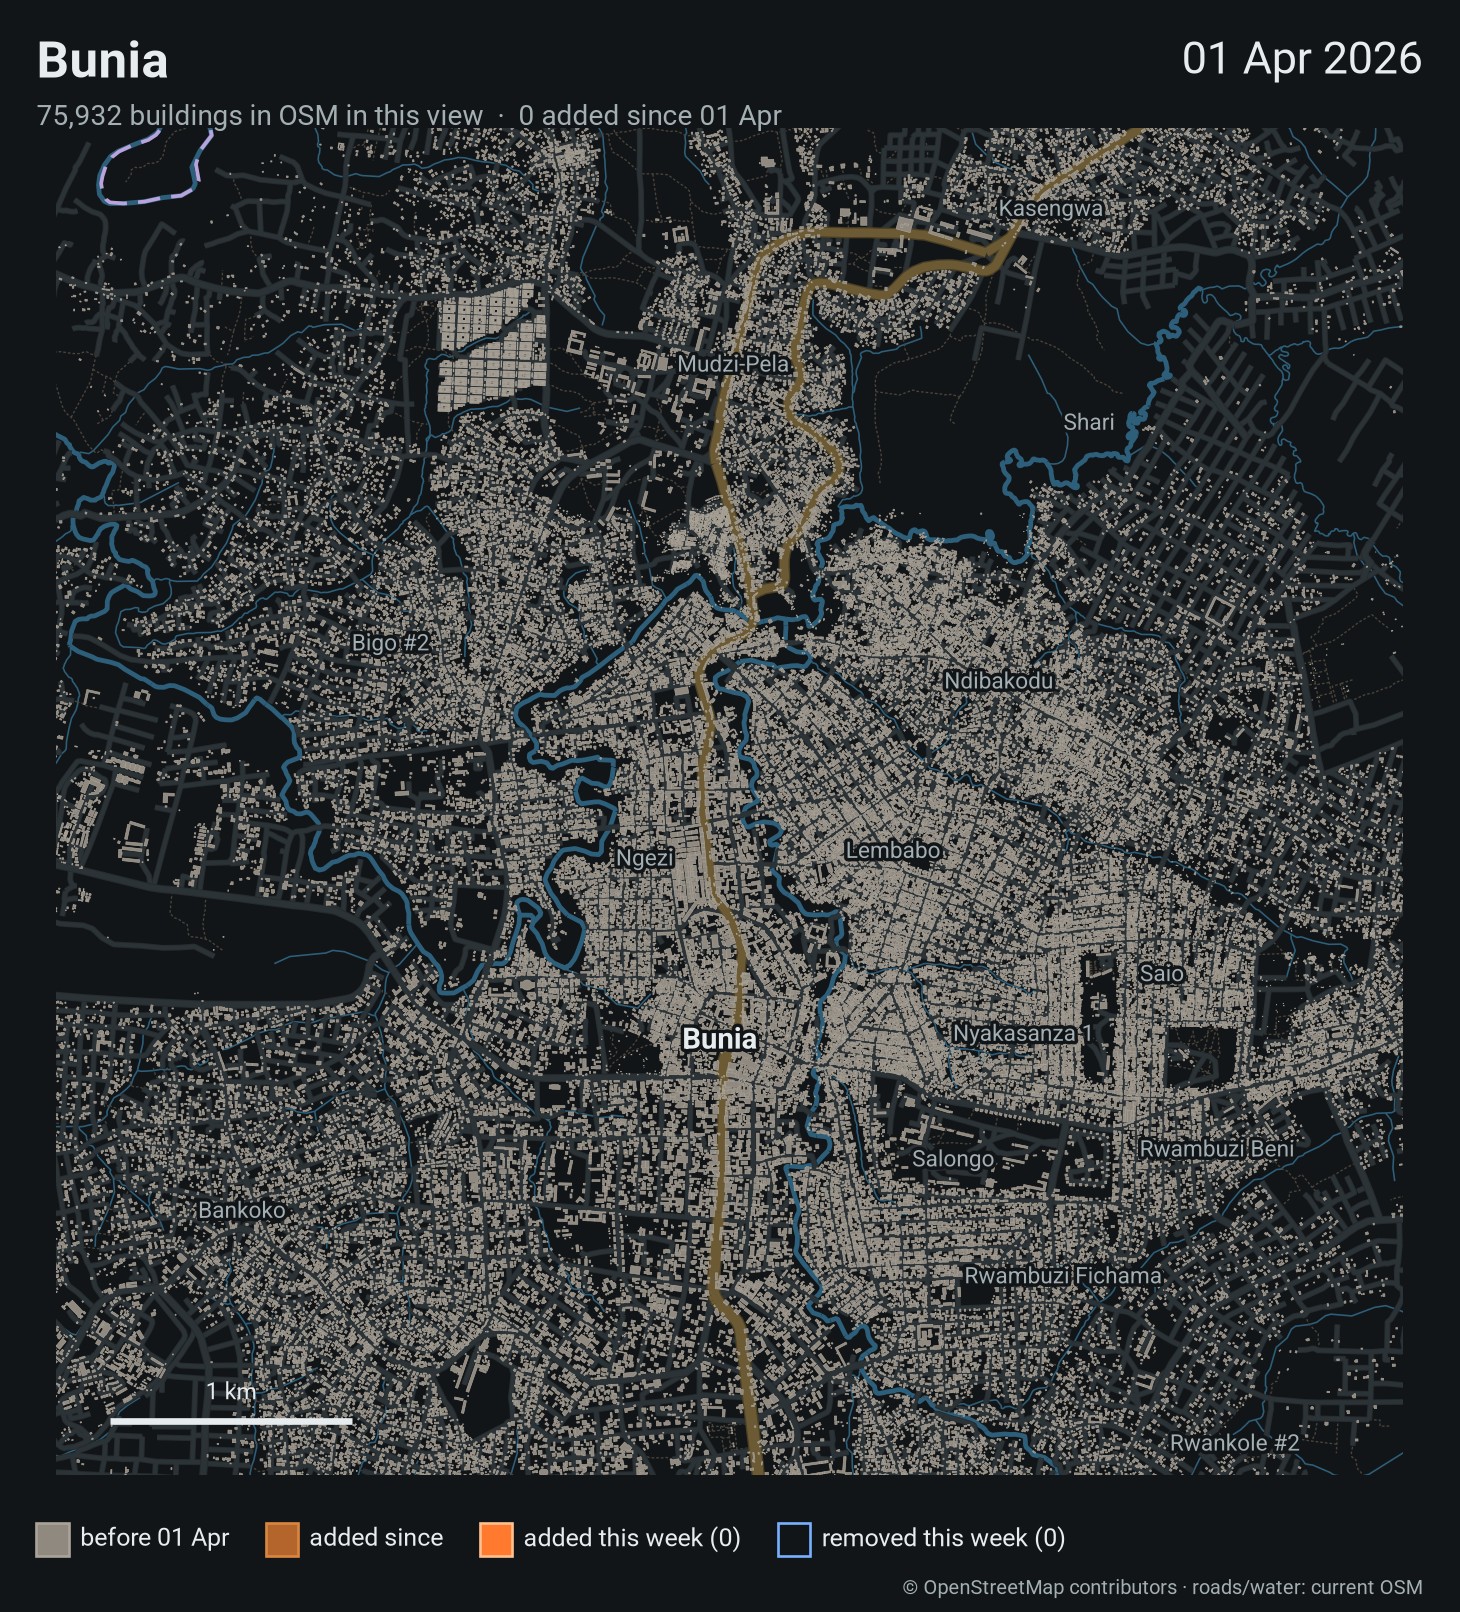 Bunia
01 Apr 2026
75,932 buildings in OSM in this view · 0 added since 01 Apr
Kasengwa
Mudzi-Pela
Shari
Bigo #2
Ndibakodu
Ngezi
Lembabo
Saio
Bunia
Nyakasanza 1
Salongo
Rwambuzi Beni
Bankoko
Rwambuzi Fichama
1 km
Rwankole #2
before 01 Apr
added since
added this week (0)
removed this week (0)
© OpenStreetMap contributors · roads/water: current OSM